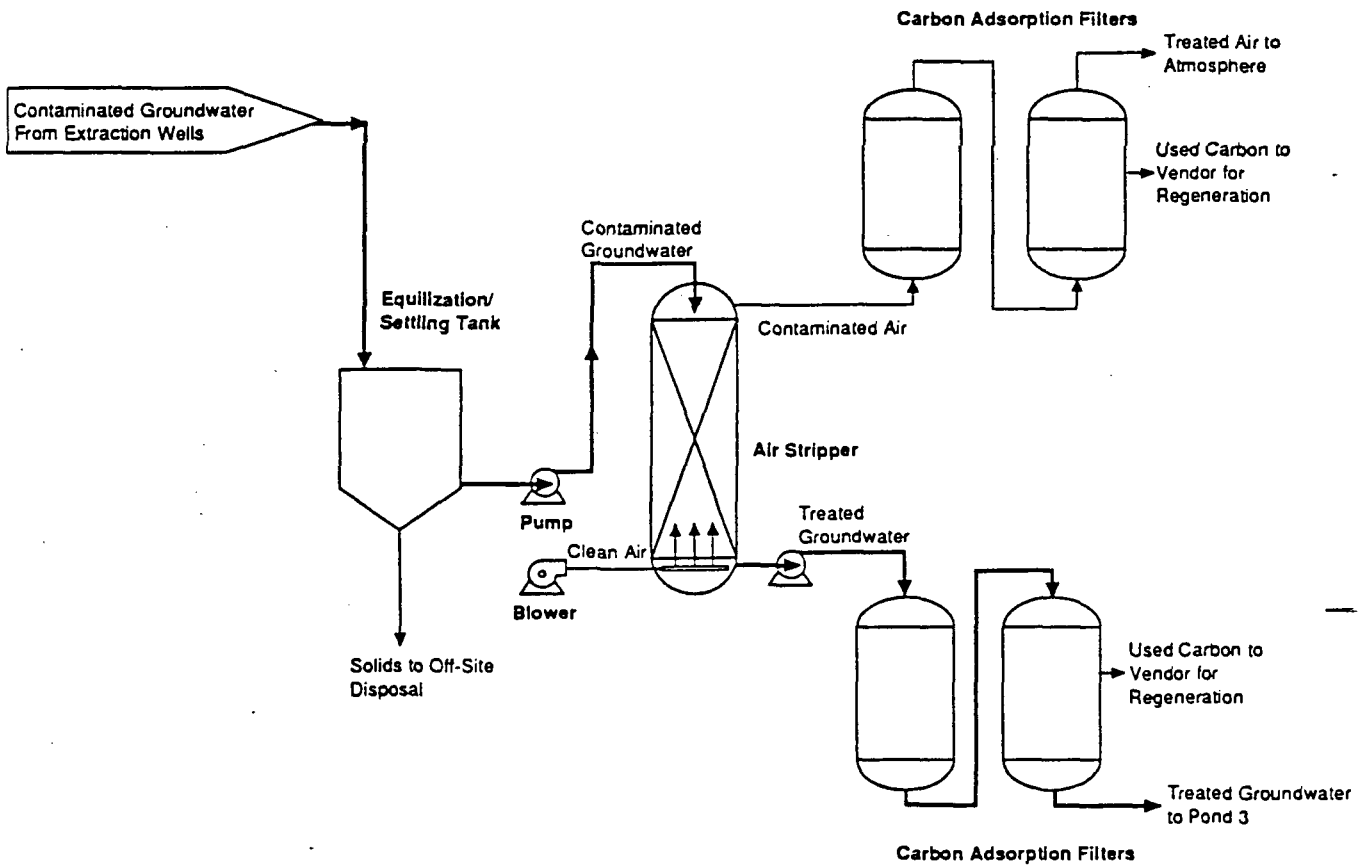 Carbon Adsorption Filters
Treated Air to
Atmosphere
Contaminated Groundwater
From Extraction Wells
Used Carbon to
Vendor for
Regeneration
Contaminated
Groundwater
Equilization/
Settling Tank
Contaminated Air
Air Stripper
Pump
Treated
Groundwater
Clean Air
Blower
Solids to Off-Site
Disposal
Used Carbon to
Vendor for
Regeneration
Treated Groundwater
to Pond 3
Carbon Adsorption Filters